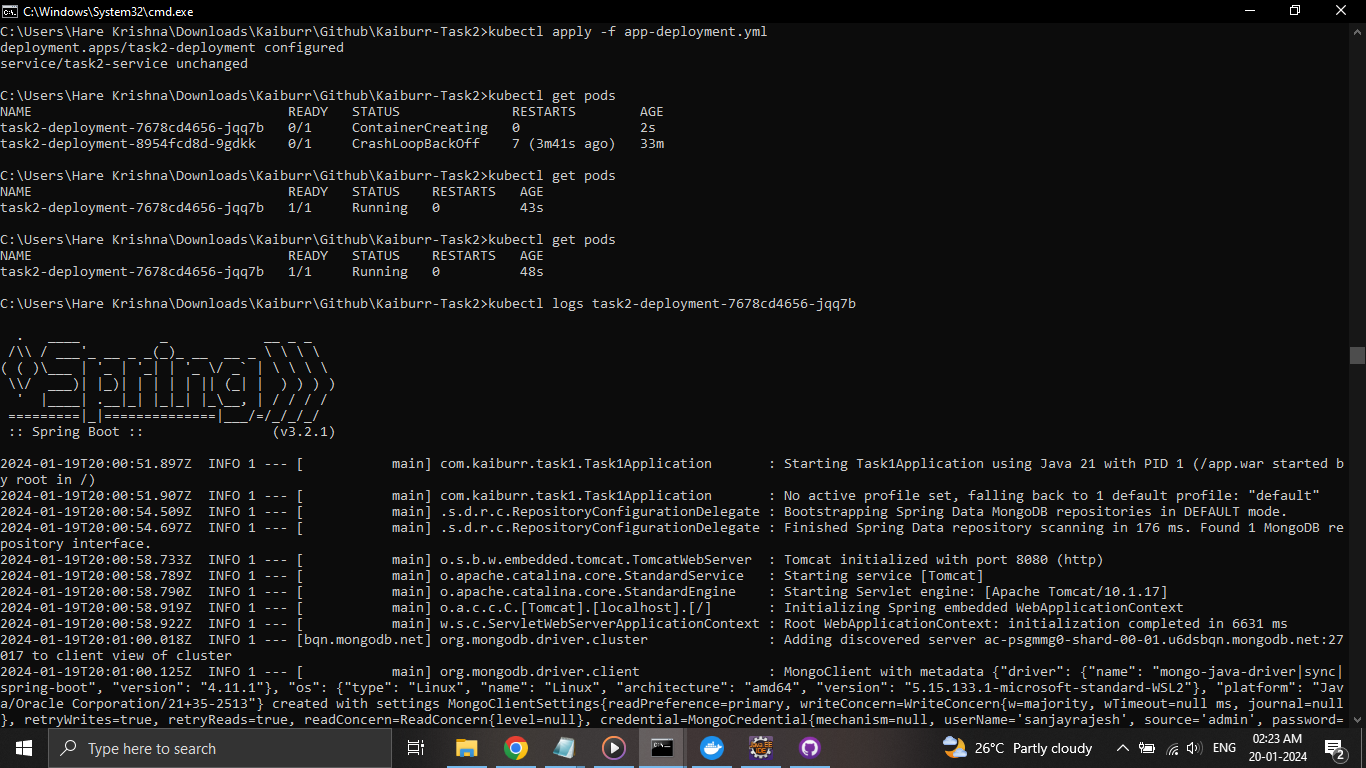 C:\Windows\System32\cmd.exe
C:\Users\Hare Krishna\Downloads\Kaiburr\Github\Kaiburr-Task2>kubectl apply -f app-deployment.yml
deployment.apps/task2-deployment configured
service/task2-service unchanged
C:\Users\Hare Krishna\Downloads\Kaiburr\Github\Kaiburr-Task2>kubectl get pods
NAME                                READY   STATUS              RESTARTS        AGE
task2-deployment-7678cd4656-jqq7b   0/1     ContainerCreating   0               2s
task2-deployment-8954fcd8d-9gdkk    0/1     CrashLoopBackOff    7 (3m41s ago)   33m
C:\Users\Hare Krishna\Downloads\Kaiburr\Github\Kaiburr-Task2>kubectl get pods
NAME                                READY   STATUS    RESTARTS   AGE
task2-deployment-7678cd4656-jqq7b   1/1     Running   0          43s
C:\Users\Hare Krishna\Downloads\Kaiburr\Github\Kaiburr-Task2>kubectl get pods
NAME                                READY   STATUS    RESTARTS   AGE
task2-deployment-7678cd4656-jqq7b   1/1     Running   0          48s
C:\Users\Hare Krishna\Downloads\Kaiburr\Github\Kaiburr-Task2>kubectl logs task2-deployment-7678cd4656-jqq7b
Spring
 :: Spring Boot ::                (v3.2.1)
2024-01-19T20:00:51.897Z  INFO 1 --- [           main] com.kaiburr.task1.Task1Application       : Starting Task1Application using Java 21 with PID 1 (/app.war started b
y root in /)
2024-01-19T20:00:51.907Z  INFO 1 --- [           main] com.kaiburr.task1.Task1Application       : No active profile set, falling back to 1 default profile: "default"
2024-01-19T20:00:54.509Z  INFO 1 --- [           main] .s.d.r.c.RepositoryConfigurationDelegate : Bootstrapping Spring Data MongoDB repositories in DEFAULT mode.
2024-01-19T20:00:54.697Z  INFO 1 --- [           main] .s.d.r.c.RepositoryConfigurationDelegate : Finished Spring Data repository scanning in 176 ms. Found 1 MongoDB re
pository interface.
2024-01-19T20:00:58.733Z  INFO 1 --- [           main] o.s.b.w.embedded.tomcat.TomcatWebServer  : Tomcat initialized with port 8080 (http)
2024-01-19T20:00:58.789Z  INFO 1 --- [           main] o.apache.catalina.core.StandardService   : Starting service [Tomcat]
2024-01-19T20:00:58.790Z  INFO 1 --- [           main] o.apache.catalina.core.StandardEngine    : Starting Servlet engine: [Apache Tomcat/10.1.17]
2024-01-19T20:00:58.919Z  INFO 1 --- [           main] o.a.c.c.C.[Tomcat].[localhost].[/]       : Initializing Spring embedded WebApplicationContext
2024-01-19T20:00:58.922Z  INFO 1 --- [           main] w.s.c.ServletWebServerApplicationContext : Root WebApplicationContext: initialization completed in 6631 ms
2024-01-19T20:01:00.018Z  INFO 1 --- [bqn.mongodb.net] org.mongodb.driver.cluster               : Adding discovered server ac-psgmmg0-shard-00-01.u6dsbqn.mongodb.net:27
017 to client view of cluster
2024-01-19T20:01:00.125Z  INFO 1 --- [           main] org.mongodb.driver.client                : MongoClient with metadata {"driver": {"name": "mongo-java-driver|sync|
spring-boot", "version": "4.11.1"}, "os": {"type": "Linux", "name": "Linux", "architecture": "amd64", "version": "5.15.133.1-microsoft-standard-WSL2"}, "platform": "Jav
a/Oracle Corporation/21+35-2513"} created with settings MongoClientSettings{readPreference=primary, writeConcern=WriteConcern{w=majority, wTimeout=null ms, journal=null
}, retryWrites=true, retryReads=true, readConcern=ReadConcern{level=null}, credential=MongoCredential{mechanism=null, userName='sanjayrajesh', source='admin', password=
Type here to search
26°C Partly cloudy
ENG
02:23 AM
20-01-2024
2